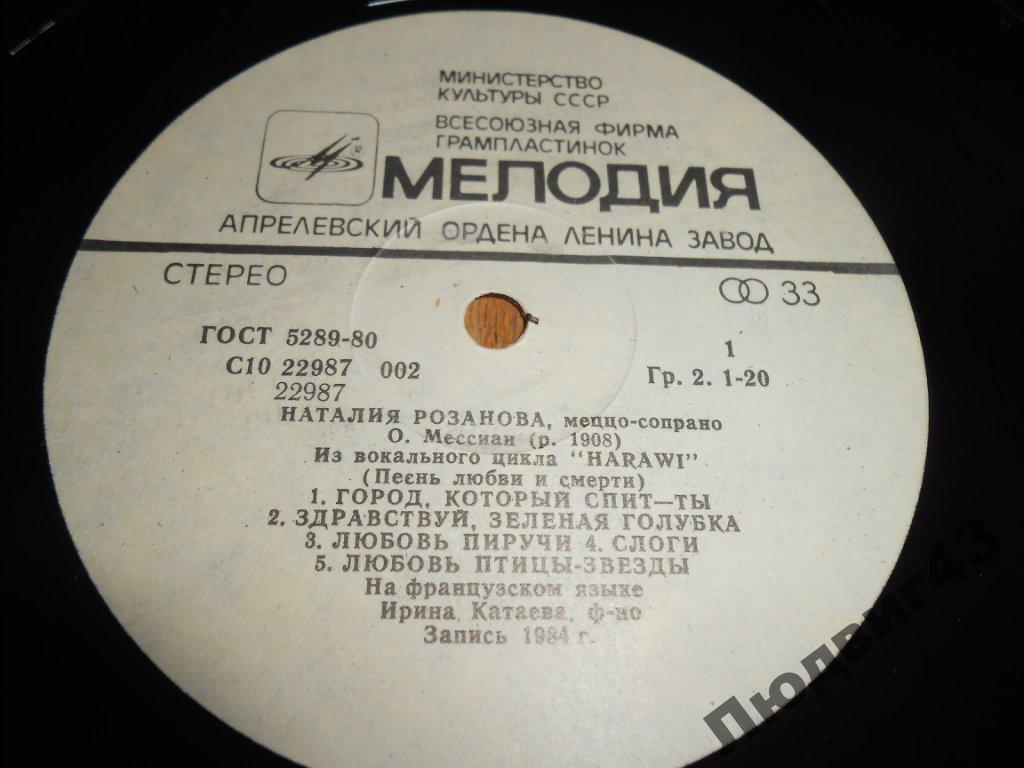 МИНИСТЕРСТВО
КУЛЬТУРЫ СССР
ВСЕСОЮЗНАЯ ФИРМА
ГРАМПЛАСТИНОК
®
МЕЛОДИЯ
АПРЕЛЕВСКИЙ ОРДЕНА ЛЕНИНА ЗАВОД
СТЕРЕО
33
ГОСТ 5289-80
1
С10 22987 002
Гр. 2. 1-20
22987
НАТАЛИЯ РОЗАНОВА, меццо-сопрано
О. Мессиан (р. 1908)
Из вокального цикла "HARAWI"
(Песнь любви и смерти)
1. ГОРОД, КОТОРЫЙ СПИТ—ТЫ
2. ЗДРАВСТВУЙ, ЗЕЛЕНАЯ ГОЛУБКА
3. ЛЮБОВЬ ПИРУЧИ 4. СЛОГИ
5. ЛЮБОВЬ ПТИЦЫ-ЗВЕЗДЫ
На французском языке
Ирина Катаева, ф-но
Запись 1984 г.
Людвиг43